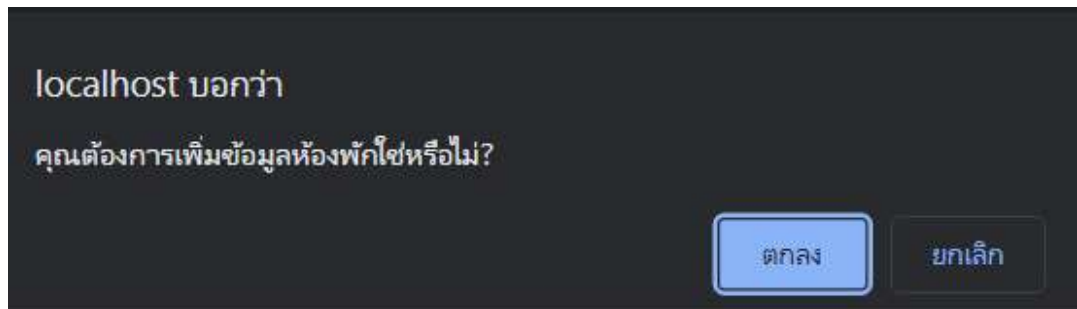 localhost บอกว่า
คุณต้องการเพิ่มข้อมูลห้องพักใช่หรือไม่?
ตกลง ยกเลิก